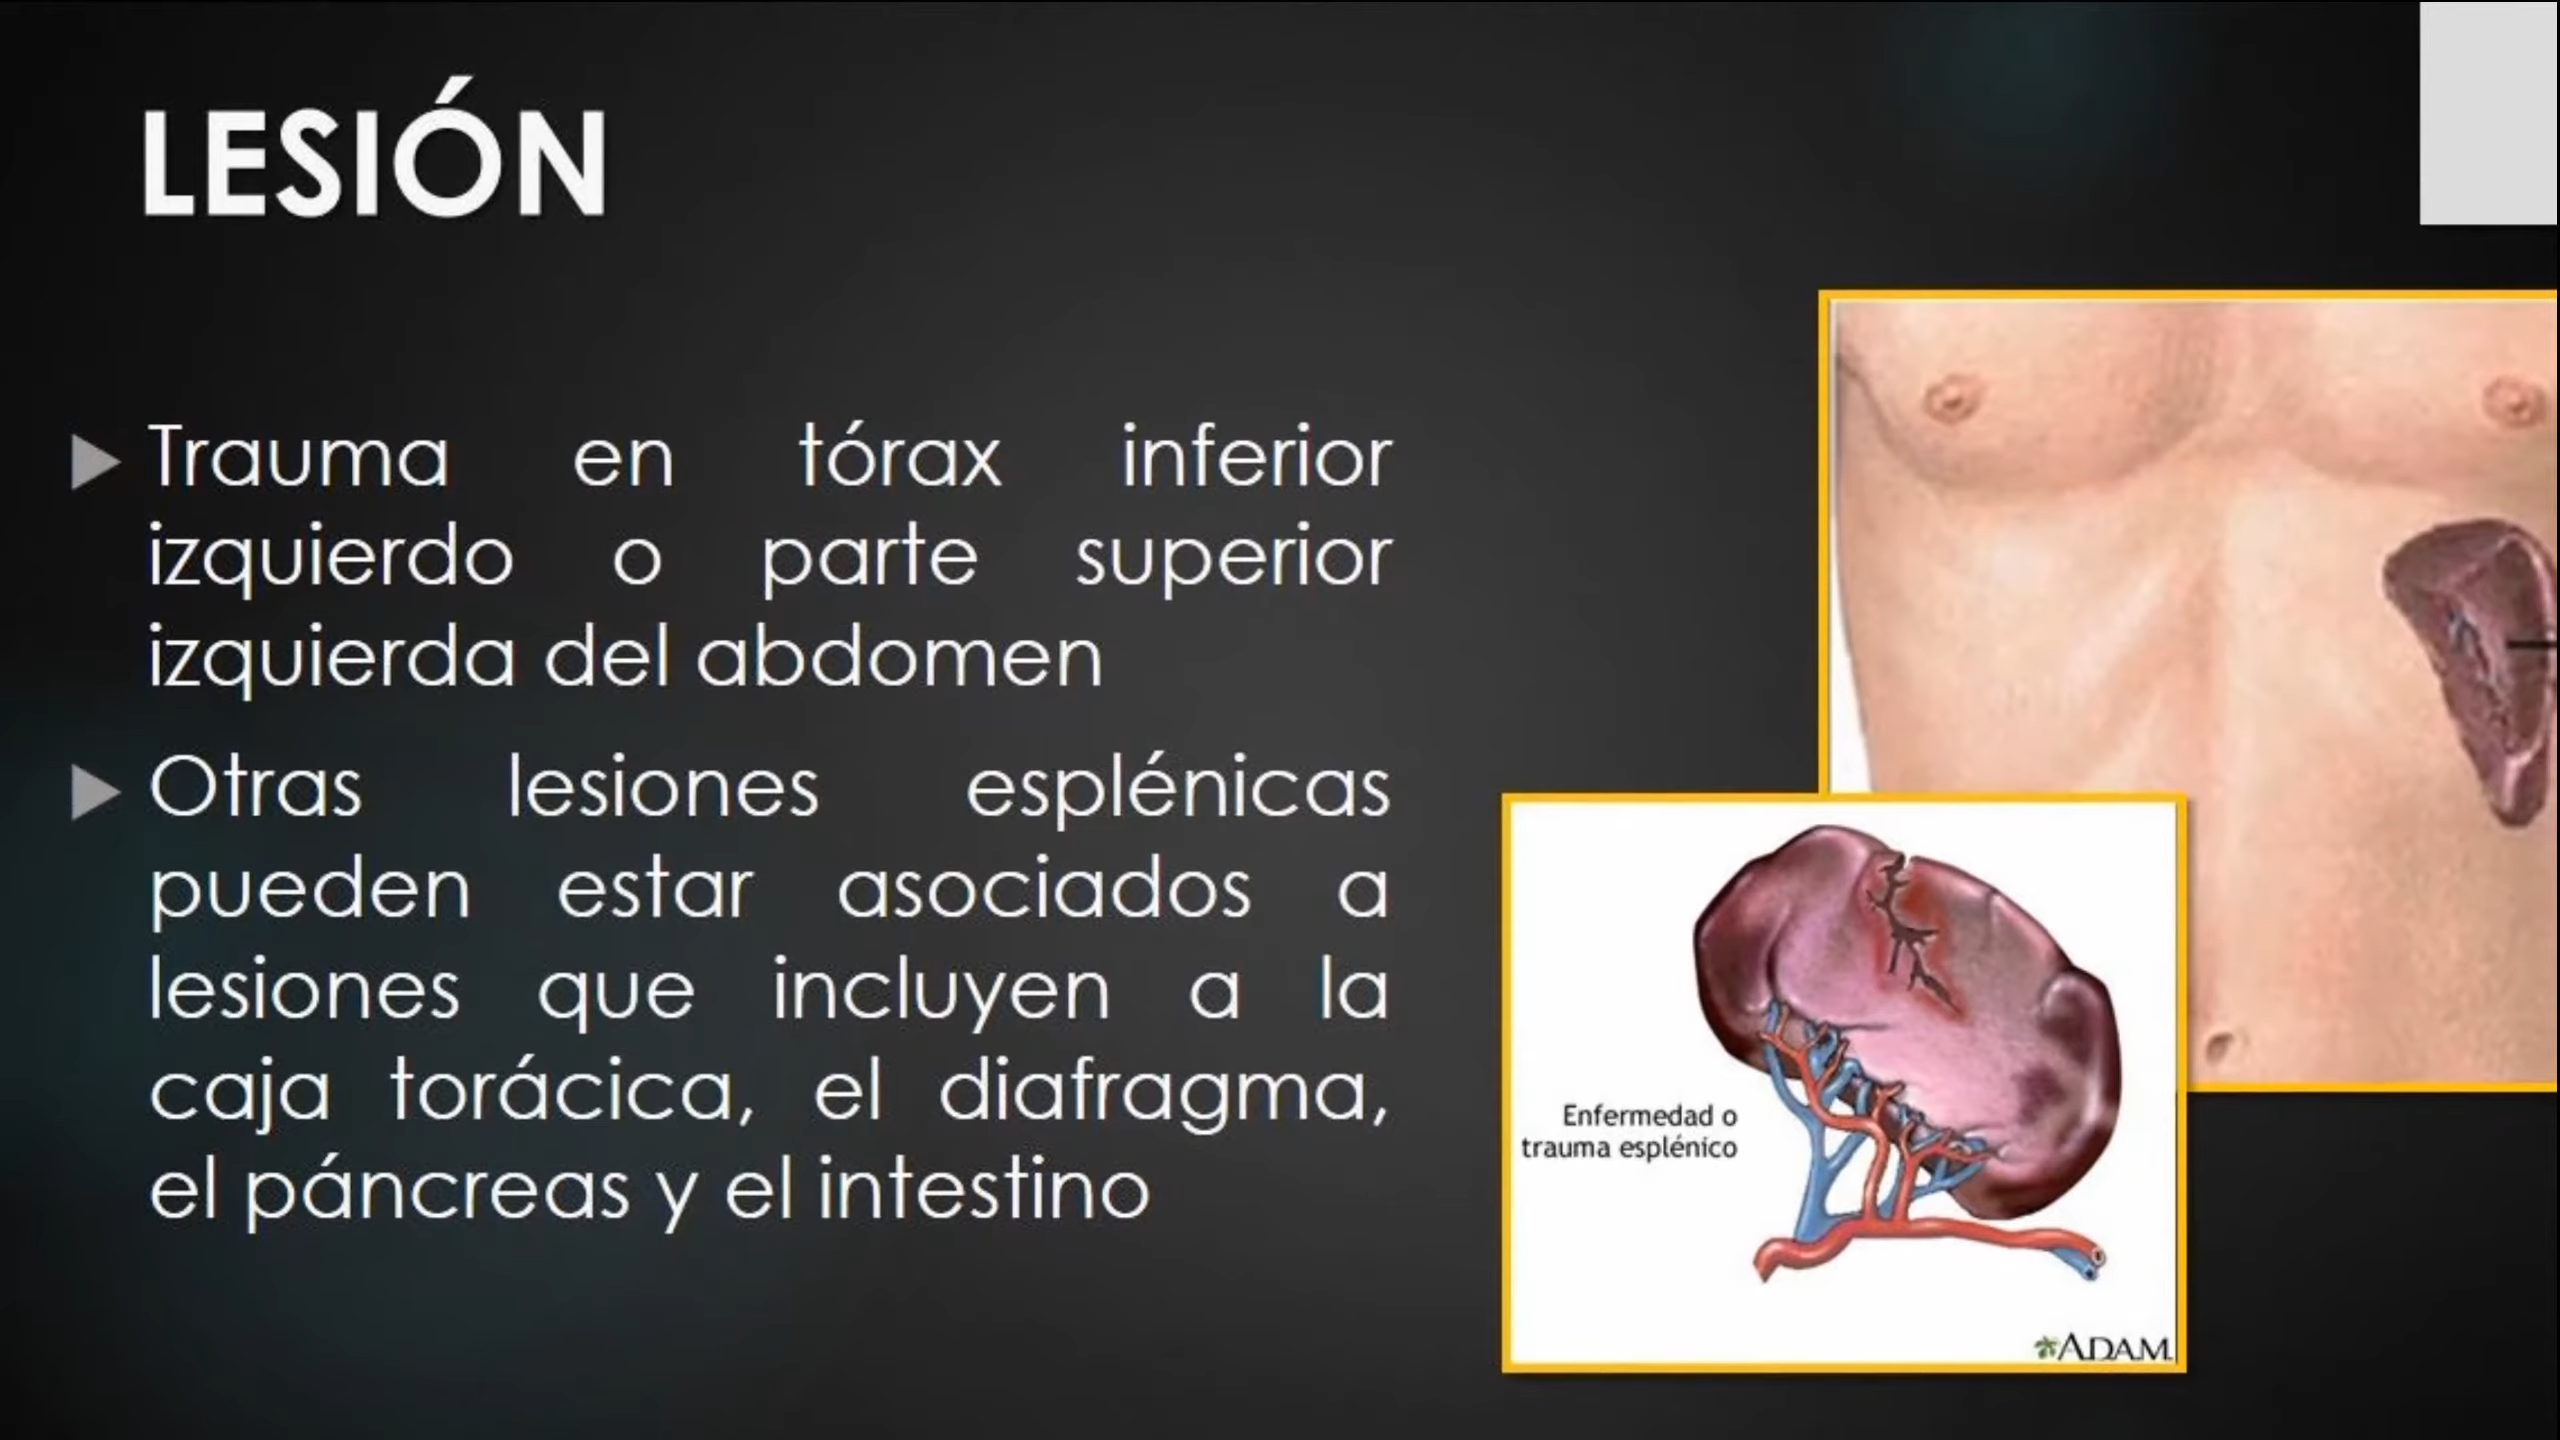 LESIÓN
Trauma en tórax inferior
izquierdo o parte superior
izquierda del abdomen
Otras lesiones esplénicas
pueden estar asociados a
lesiones que incluyen a la
caja torácica, el diafragma,
el páncreas y el intestino
Enfermedad o
trauma esplénico
ADAM